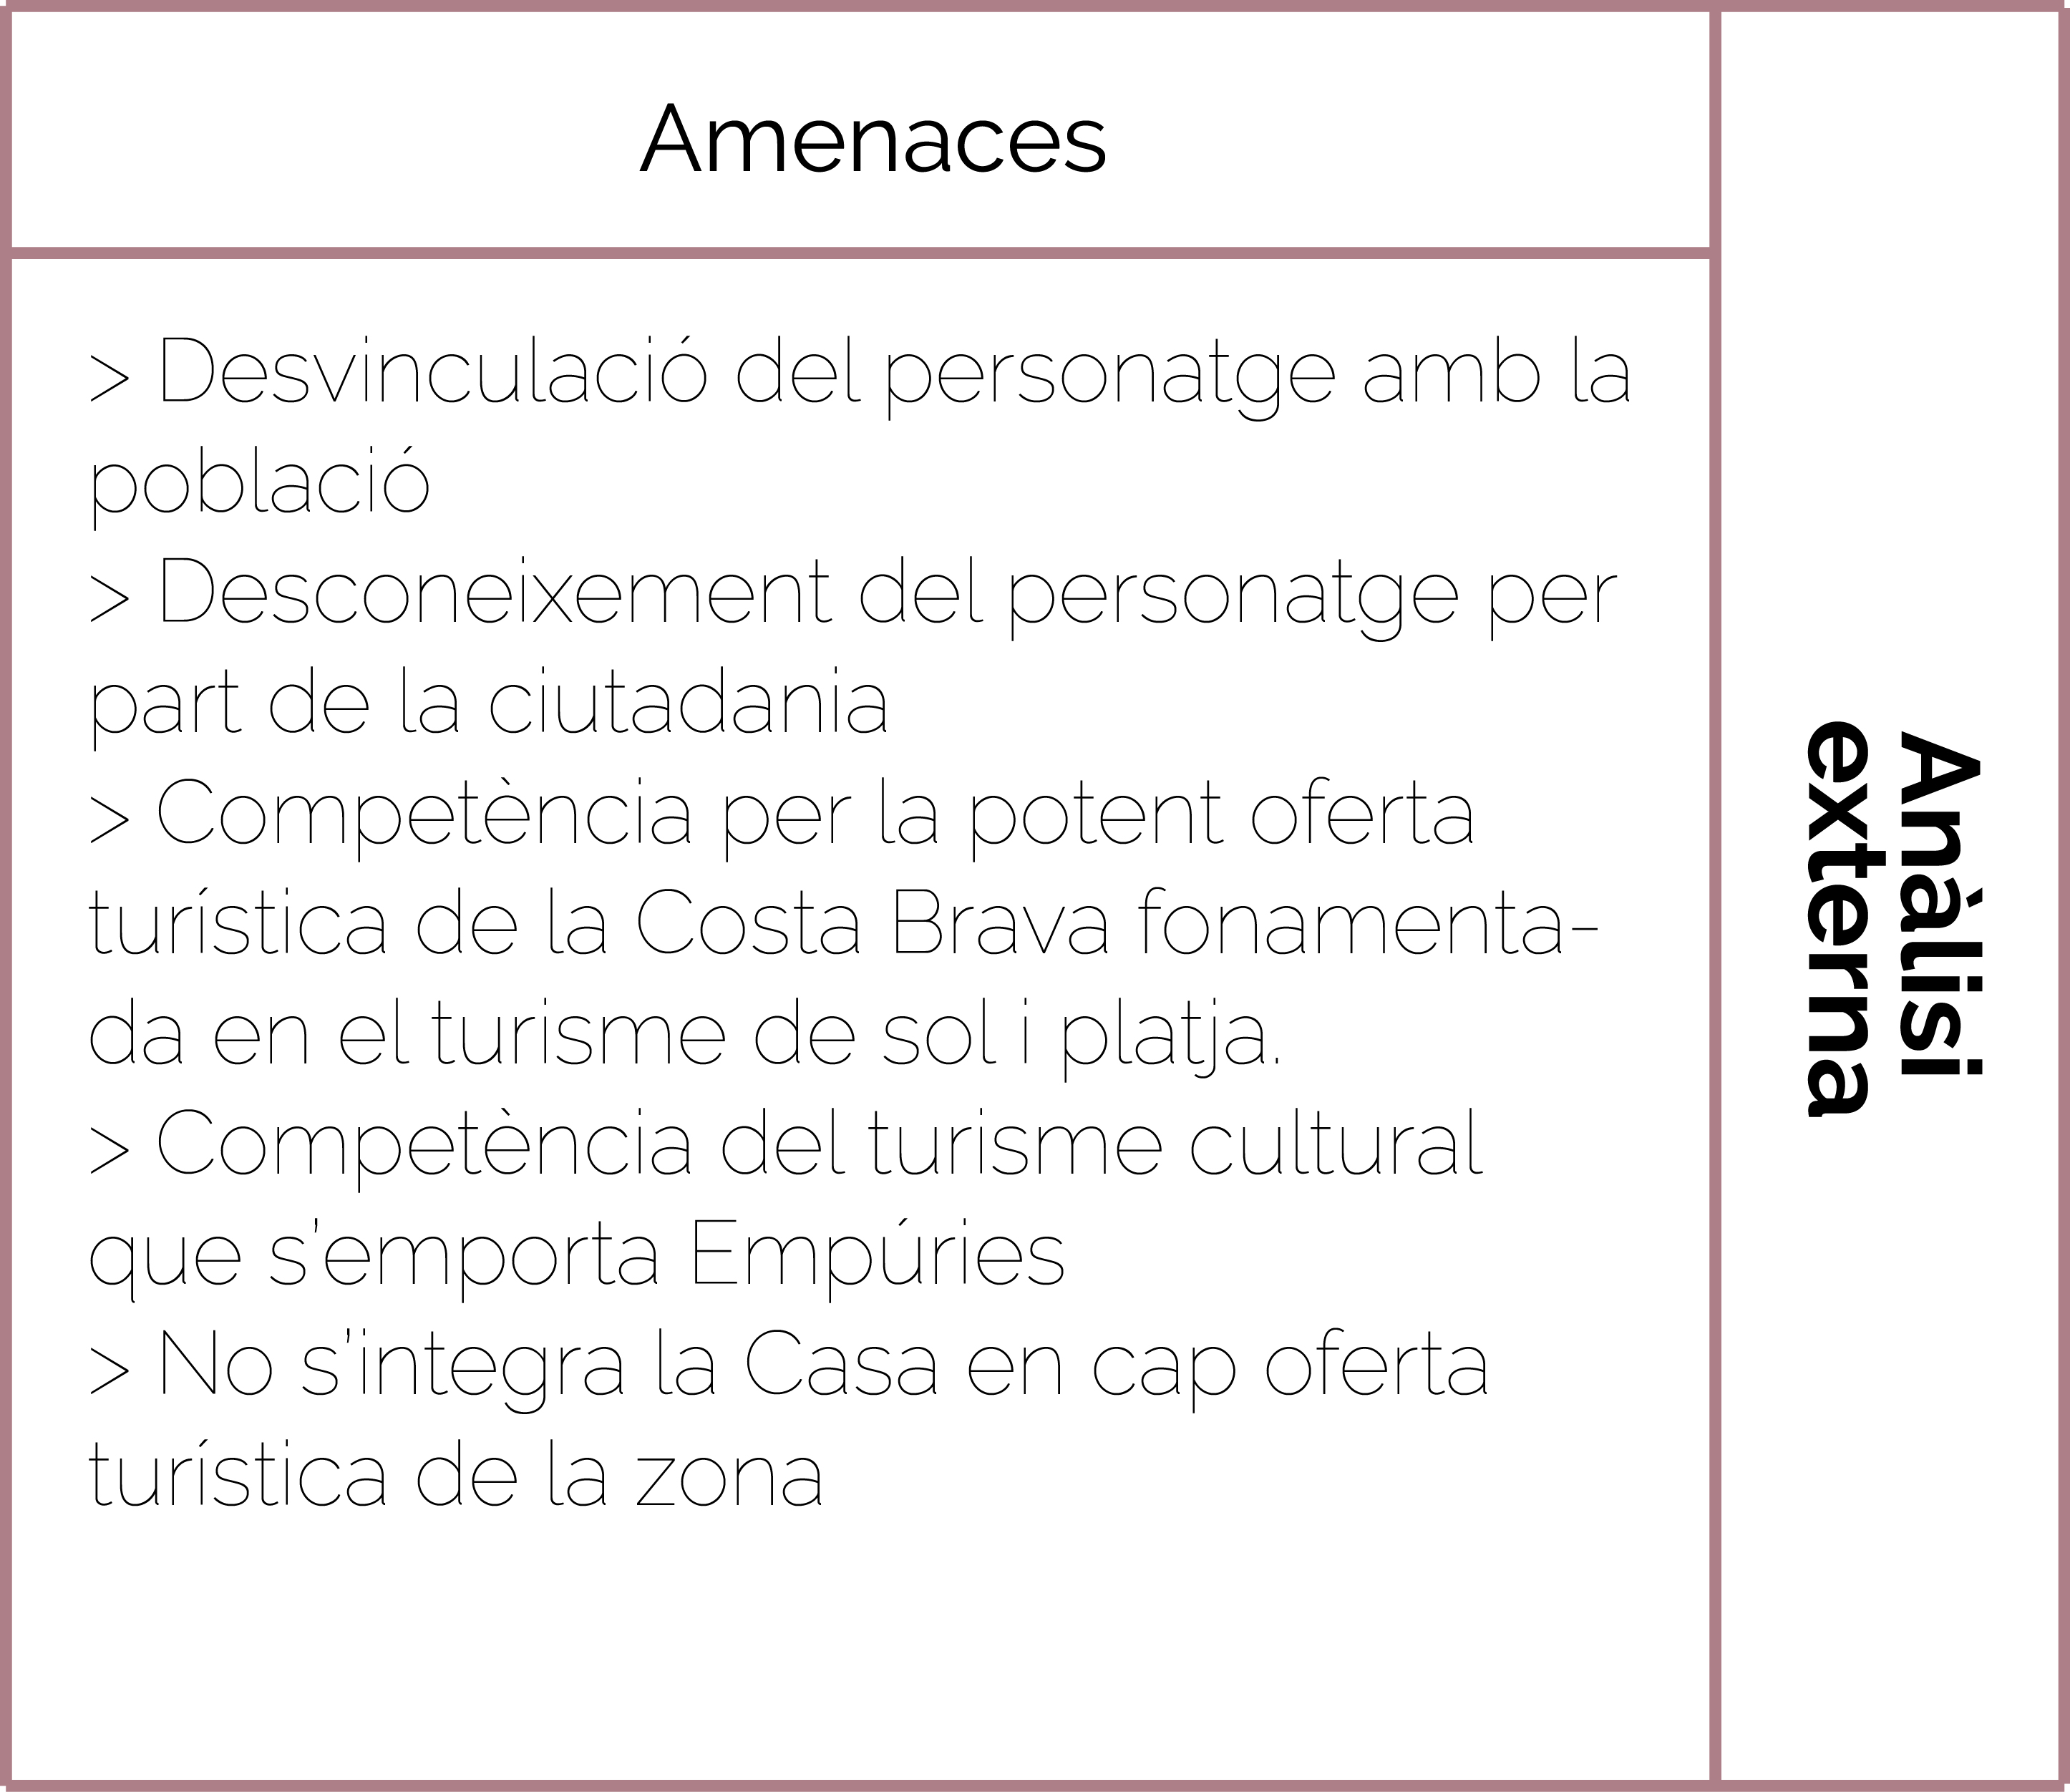 Amenaces
> Desvinculació del personatge amb la
població
> Desconeixement del personatge per
part de la ciutadania
> Competència per la potent oferta
turística de la Costa Brava fonamenta-
da en el turisme de sol i platja.
> Competència del turisme cultural
que s'emporta Empúries
> No s'integra la Casa en cap oferta
turística de la zona
Anàlisi
externa